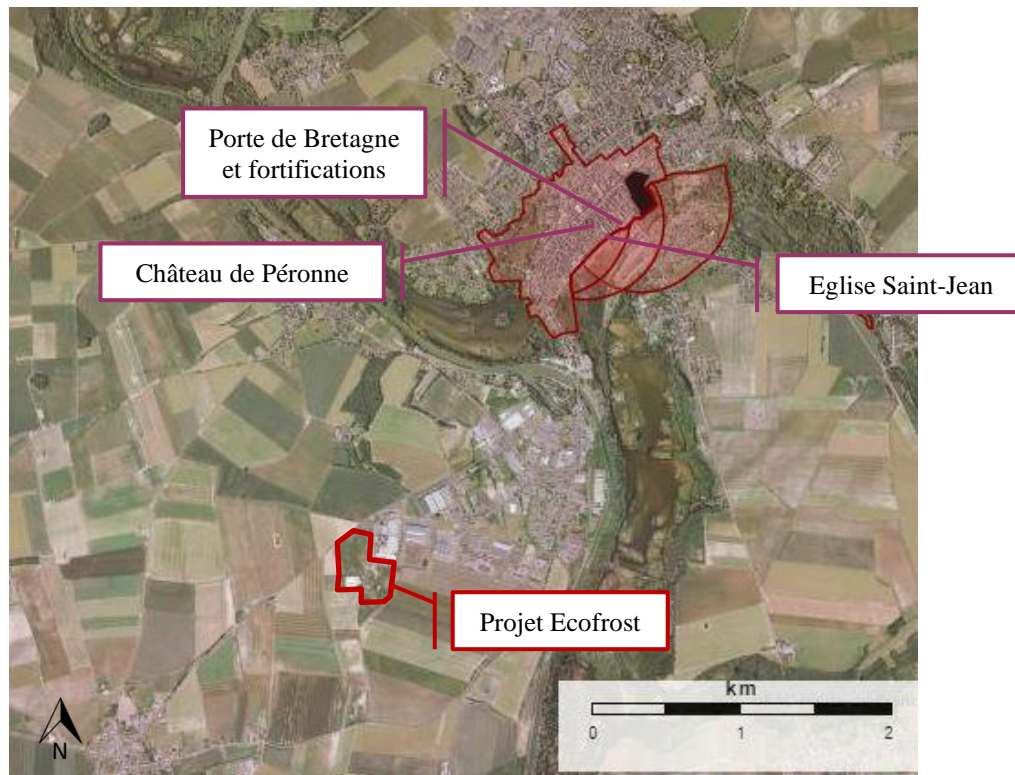 Porte de Bretagne
et fortifications
Château de Péronne
Eglise Saint-Jean
Projet Ecofrost
km
0 1 2
N